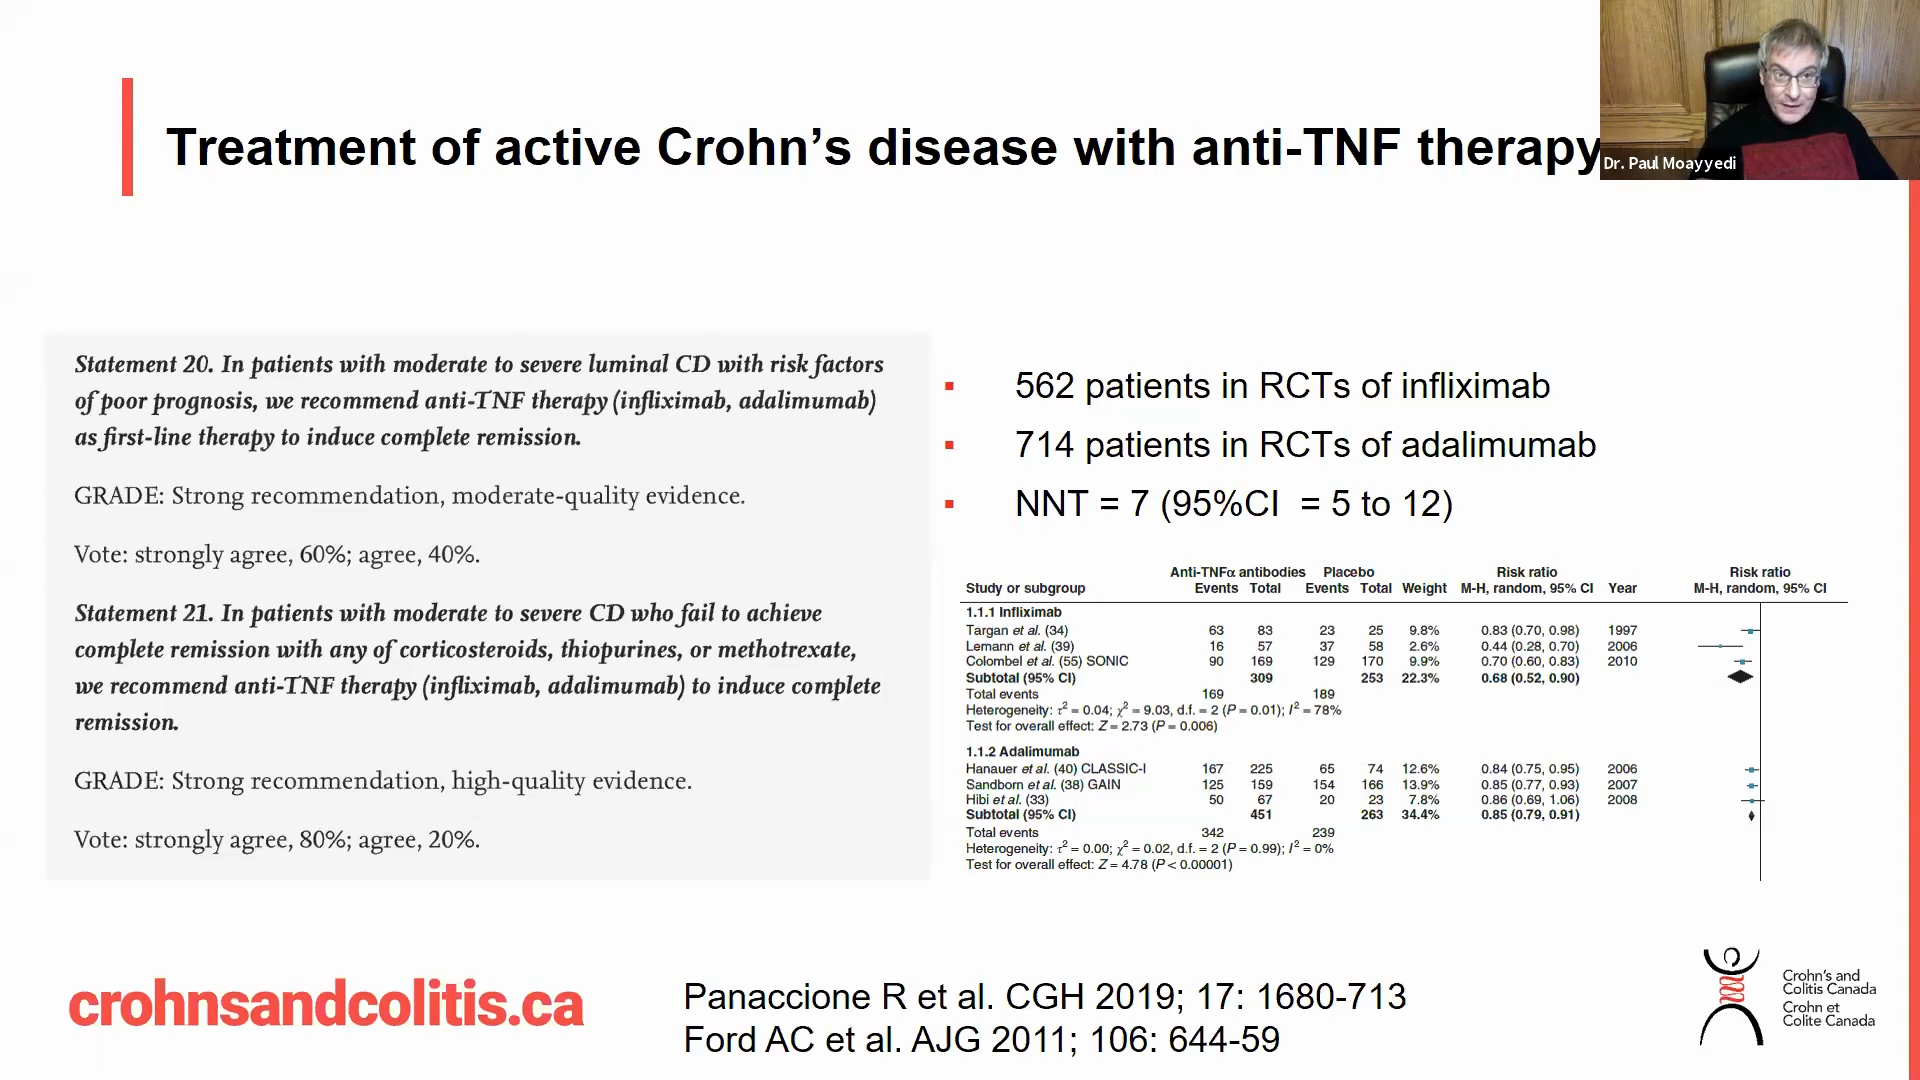 Treatment of active Crohn's disease with anti-TNF therapy
Dr. Paul Moayyedi
Statement 20. In patients with moderate to severe luminal CD with risk factors
of poor prognosis, we recommend anti-TNF therapy (infliximab, adalimumab)
as first-line therapy to induce complete remission.
GRADE: Strong recommendation, moderate-quality evidence.
Vote: strongly agree, 60%; agree, 40%.
Statement 21. In patients with moderate to severe CD who fail to achieve
complete remission with any of corticosteroids, thiopurines, or methotrexate,
we recommend anti-TNF therapy (infliximab, adalimumab) to induce complete
remission.
GRADE: Strong recommendation, high-quality evidence.
Vote: strongly agree, 80%; agree, 20%.
▪ 562 patients in RCTs of infliximab
▪ 714 patients in RCTs of adalimumab
▪ NNT = 7 (95%CI = 5 to 12)
Anti-TNFα antibodies Placebo Risk ratio Risk ratio
Study or subgroup Events Total Events Total Weight M-H, random, 95% CI Year M-H, random, 95% CI
1.1.1 Infliximab
Targan et al. (34) 63 83 23 25 9.8% 0.83 (0.70, 0.98) 1997
Lemann et al. (39) 16 57 37 58 2.6% 0.44 (0.28, 0.70) 2006
Colombel et al. (55) SONIC 90 169 129 170 9.9% 0.70 (0.60, 0.83) 2010
Subtotal (95% CI) 309 253 22.3% 0.68 (0.52, 0.90)
Total events 169 189
Heterogeneity: τ² = 0.04; χ² = 9.03, d.f. = 2 (P = 0.01); I² = 78%
Test for overall effect: Z = 2.73 (P = 0.006)
1.1.2 Adalimumab
Hanauer et al. (40) CLASSIC-I 167 225 65 74 12.6% 0.84 (0.75, 0.95) 2006
Sandborn et al. (38) GAIN 125 159 154 166 13.9% 0.85 (0.77, 0.93) 2007
Hibi et al. (33) 50 67 20 23 7.8% 0.86 (0.69, 1.06) 2008
Subtotal (95% CI) 451 263 34.4% 0.85 (0.79, 0.91)
Total events 342 239
Heterogeneity: τ² = 0.00; χ² = 0.02, d.f. = 2 (P = 0.99); I² = 0%
Test for overall effect: Z = 4.78 (P < 0.00001)
crohnsandcolitis.ca
Panaccione R et al. CGH 2019; 17: 1680-713
Ford AC et al. AJG 2011; 106: 644-59
Crohn's and
Colitis Canada
Crohn et
Colite Canada